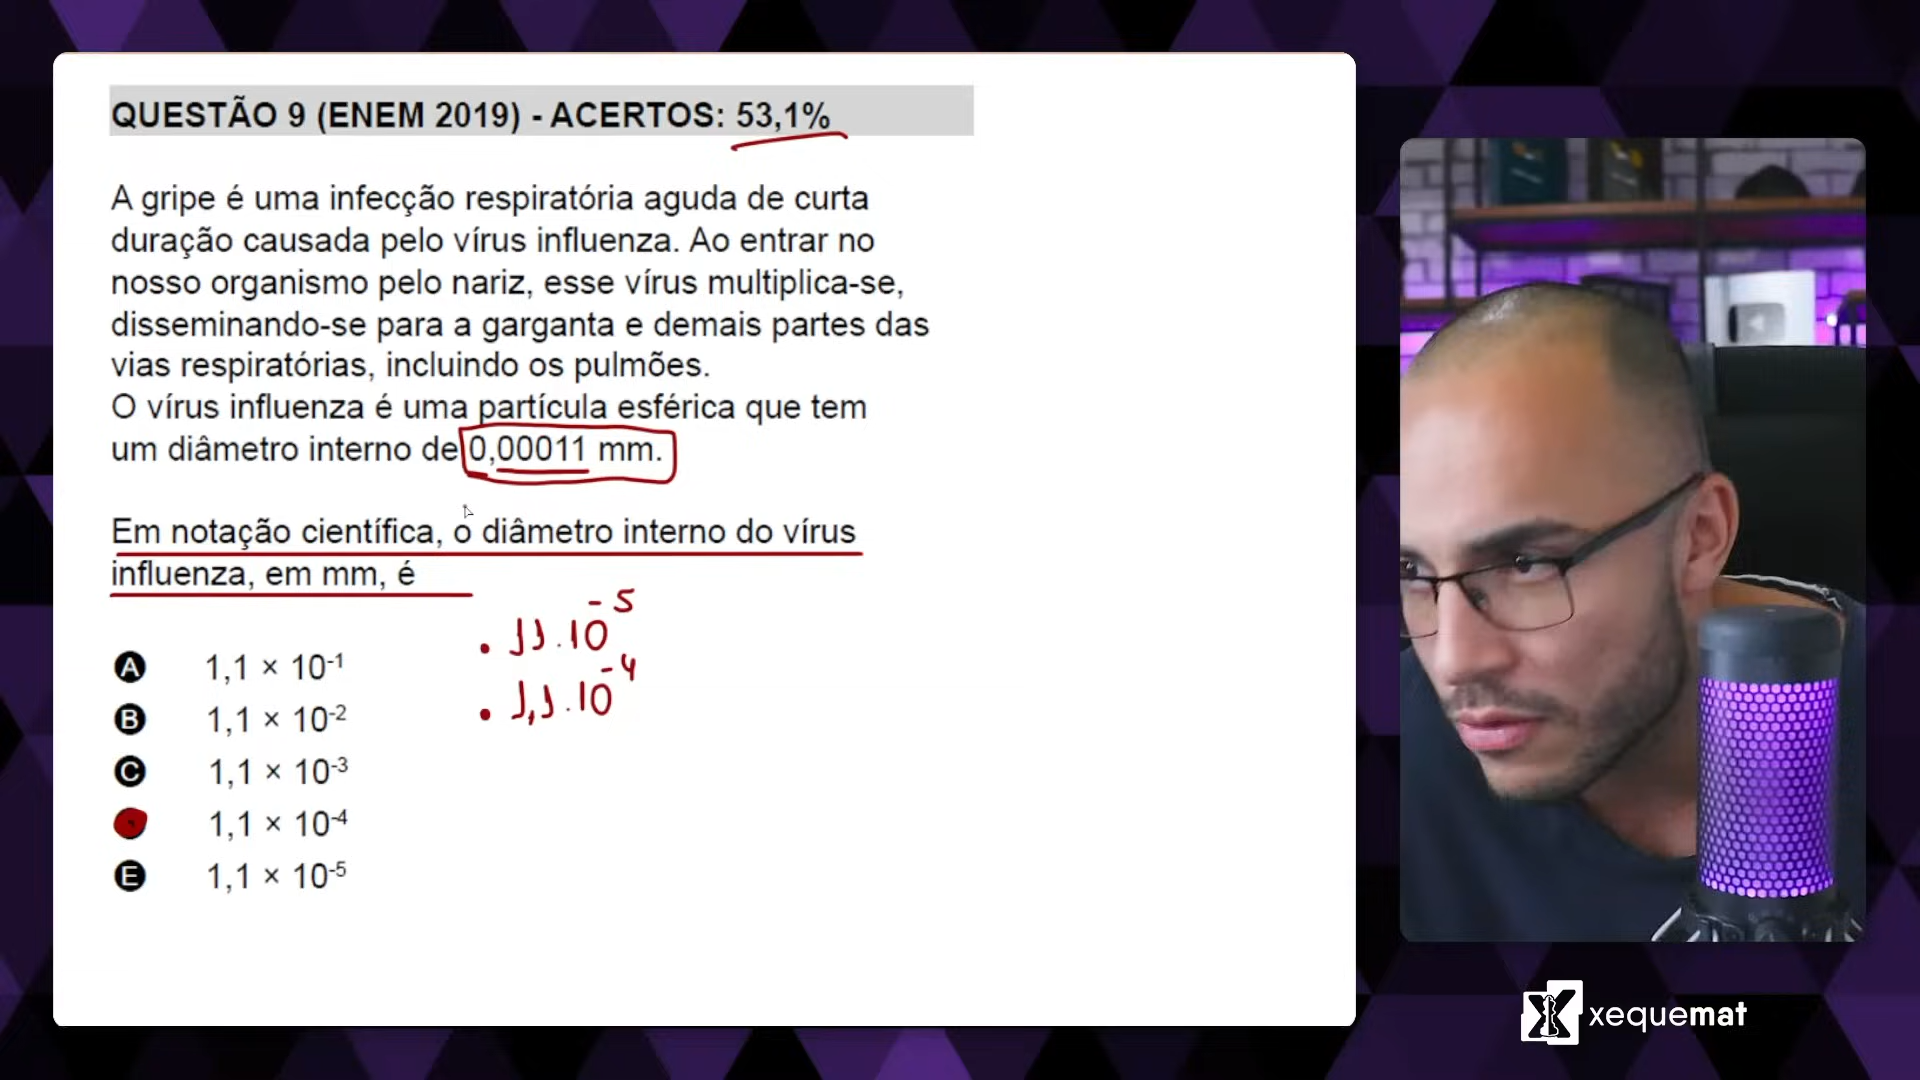 QUESTÃO 9 (ENEM 2019) - ACERTOS: 53,1%
A gripe é uma infecção respiratória aguda de curta
duração causada pelo vírus influenza. Ao entrar no
nosso organismo pelo nariz, esse vírus multiplica-se,
disseminando-se para a garganta e demais partes das
vias respiratórias, incluindo os pulmões.
O vírus influenza é uma partícula esférica que tem
um diâmetro interno de 0,00011 mm.
Em notação científica, o diâmetro interno do vírus
influenza, em mm, é
• 11.10⁻⁵
• 1,1.10⁻⁴
A 1,1 × 10⁻¹
B 1,1 × 10⁻²
C 1,1 × 10⁻³
1,1 × 10⁻⁴
E 1,1 × 10⁻⁵
xequemat